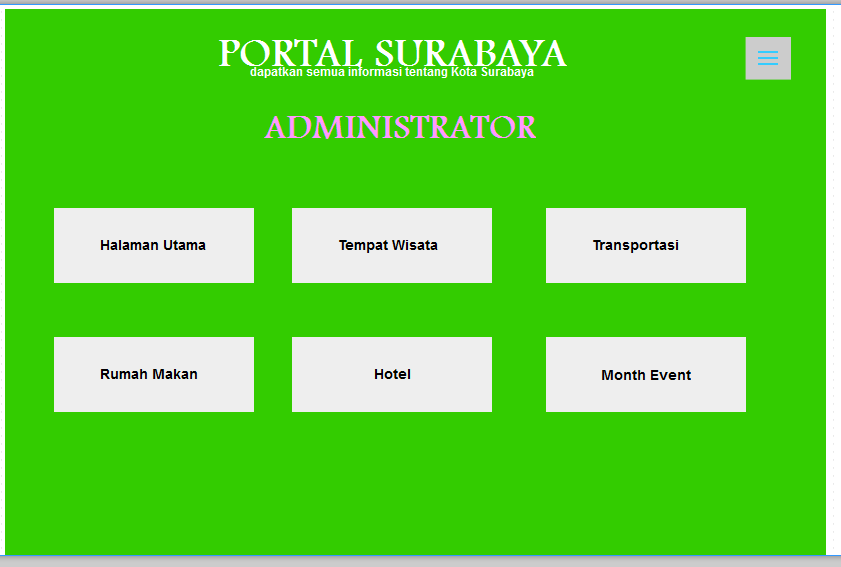 PORTAL SURABAYA
dapatkan semua informasi tentang Kota Surabaya
ADMINISTRATOR
Halaman Utama
Tempat Wisata
Transportasi
Rumah Makan
Hotel
Month Event